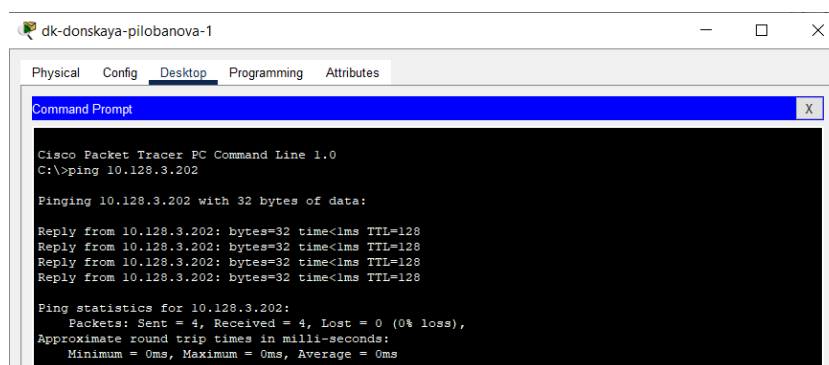 dk-donskaya-pilobanova-1
Physical Config Desktop Programming Attributes
Command Prompt
X
Cisco Packet Tracer PC Command Line 1.0
C:\>ping 10.128.3.202
Pinging 10.128.3.202 with 32 bytes of data:
Reply from 10.128.3.202: bytes=32 time<1ms TTL=128
Reply from 10.128.3.202: bytes=32 time<1ms TTL=128
Reply from 10.128.3.202: bytes=32 time<1ms TTL=128
Reply from 10.128.3.202: bytes=32 time<1ms TTL=128
Ping statistics for 10.128.3.202:
Packets: Sent = 4, Received = 4, Lost = 0 (0% loss),
Approximate round trip times in milli-seconds:
Minimum = 0ms, Maximum = 0ms, Average = 0ms